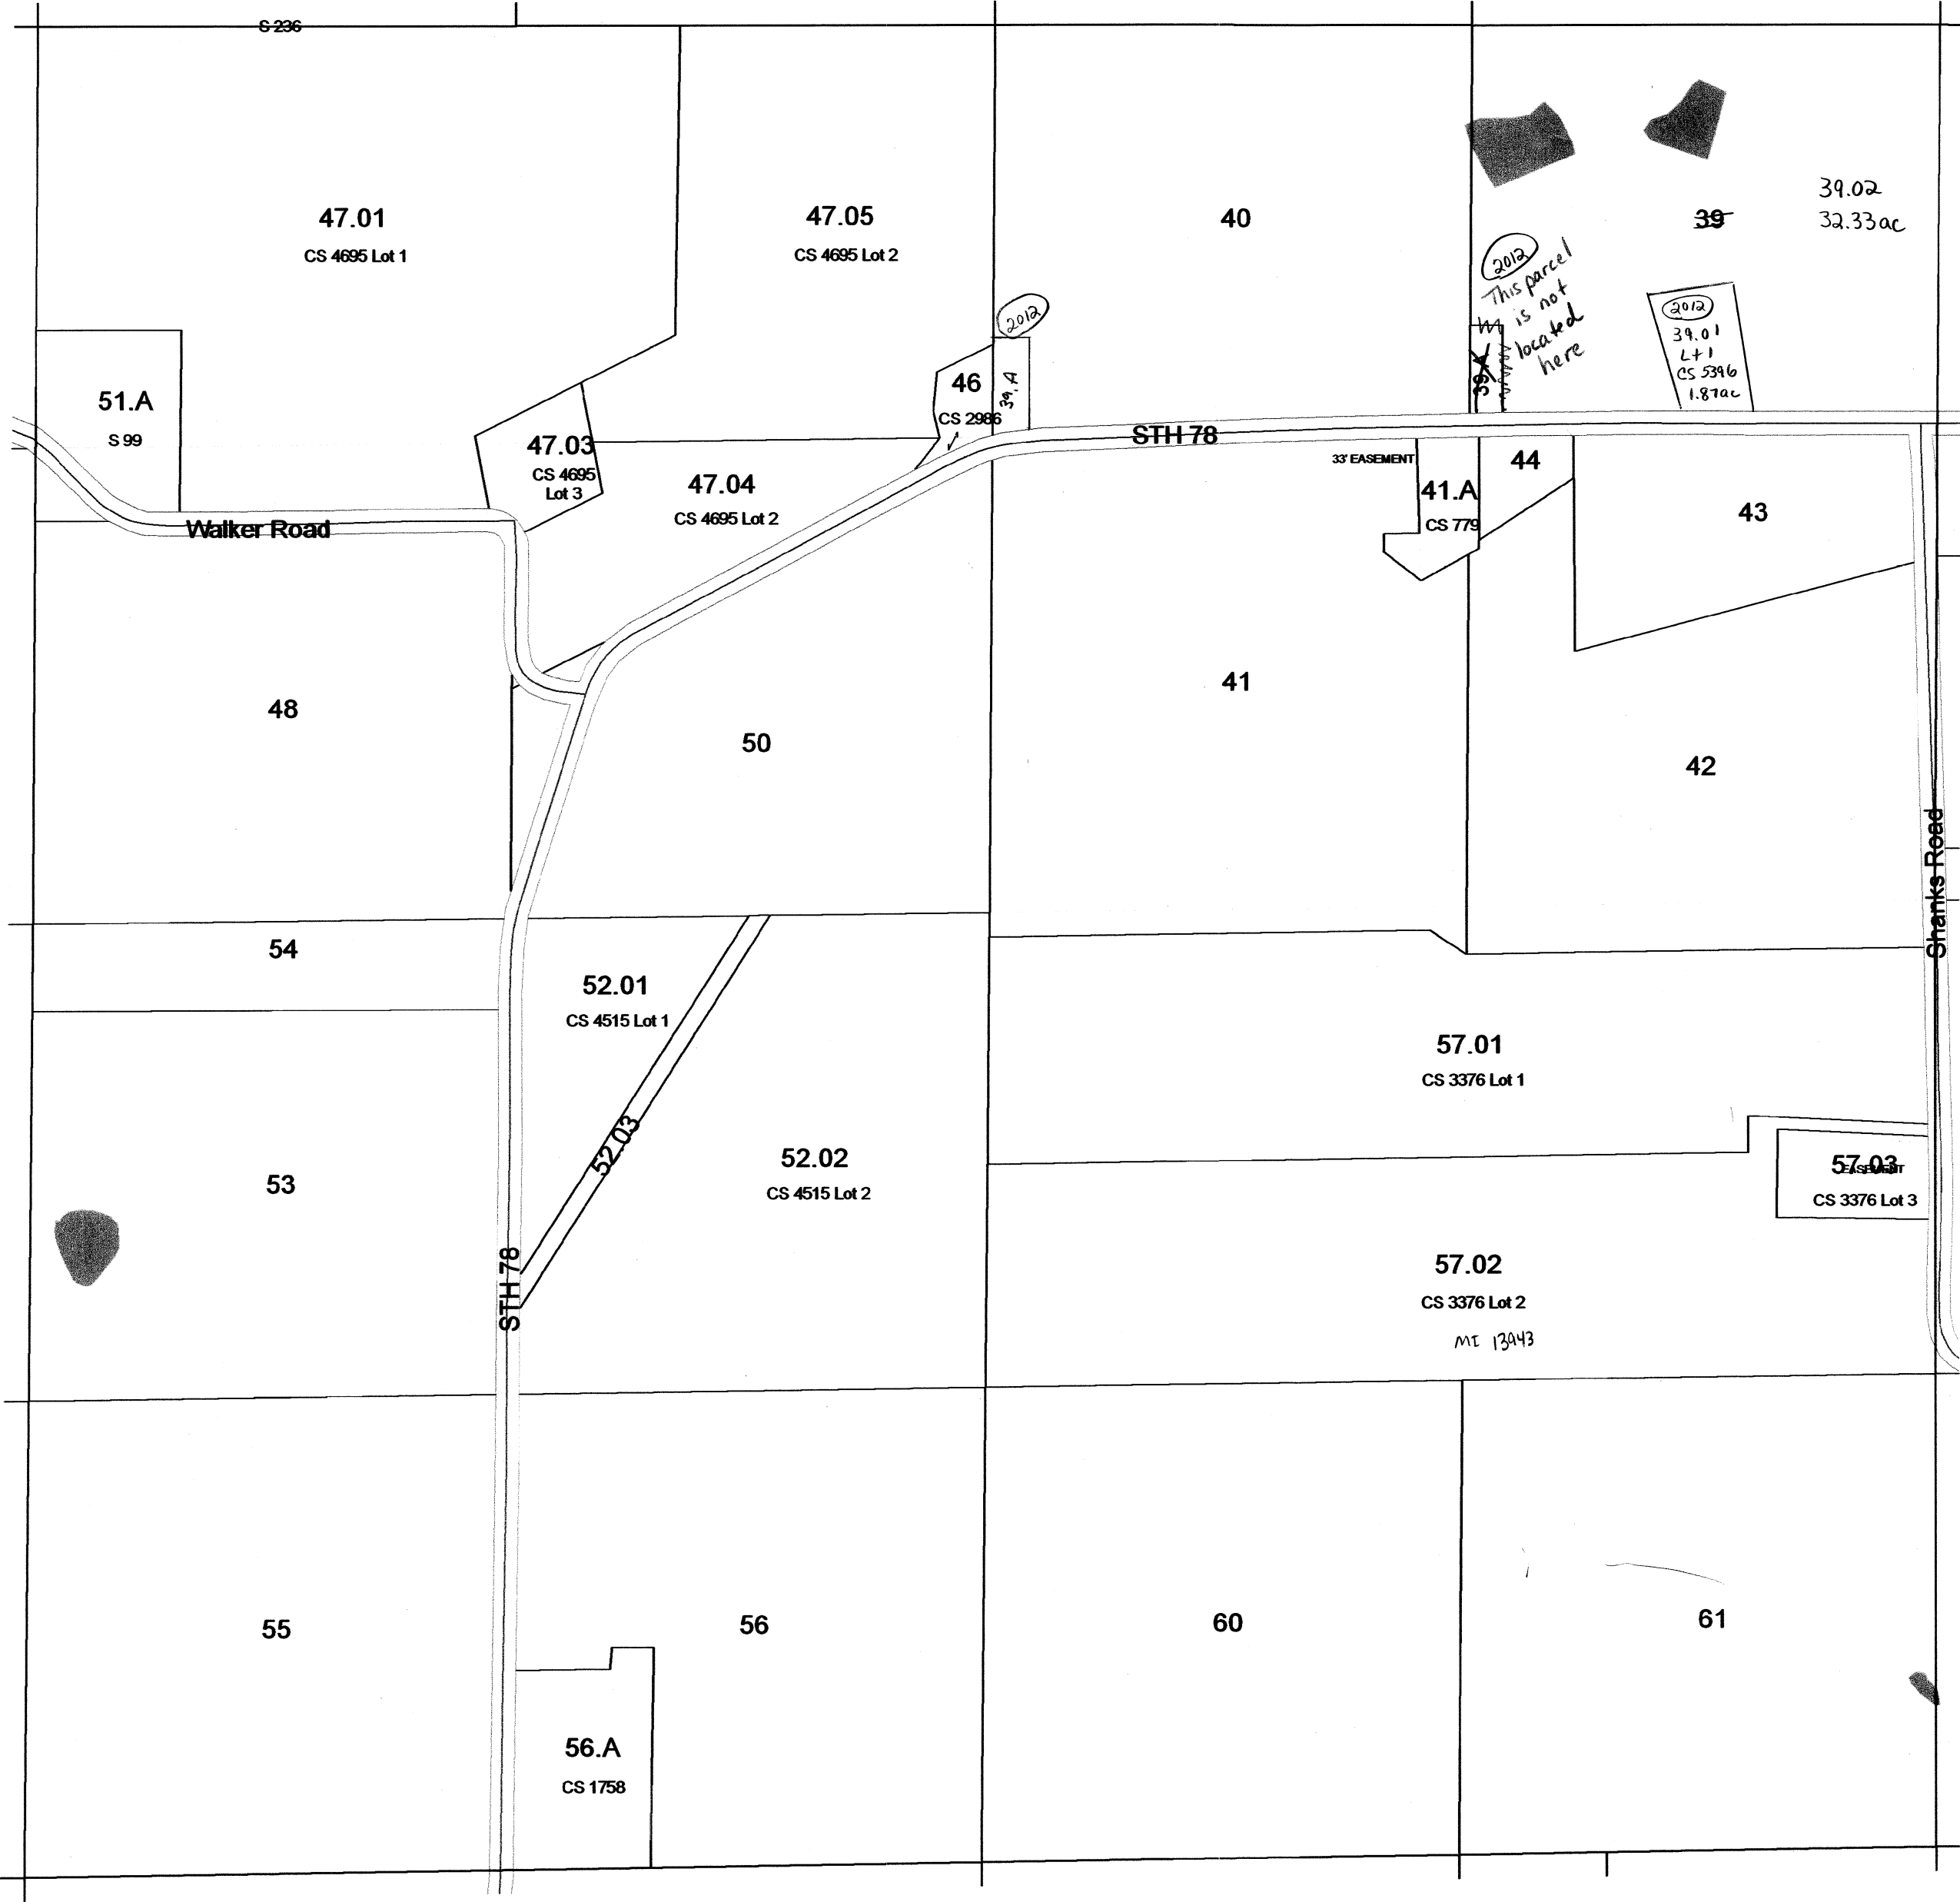 S 236
47.01
CS 4695 Lot 1
47.05
CS 4695 Lot 2
40
39
39.02
32.33ac
2012
This parcel
is not
located
here
2012
39.01
Lt 1
CS 5396
1.87ac
2012
39.A
39.A
46
CS 2986
51.A
S 99
47.03
CS 4695
Lot 3
47.04
CS 4695 Lot 2
STH 78
33' EASEMENT
41.A
CS 779
44
43
Walker Road
48
50
41
42
Shanks Road
54
52.01
CS 4515 Lot 1
52.03
52.02
CS 4515 Lot 2
57.01
CS 3376 Lot 1
57.03
EASEMENT
CS 3376 Lot 3
53
STH 78
57.02
CS 3376 Lot 2
MI 13943
55
56
60
61
56.A
CS 1758